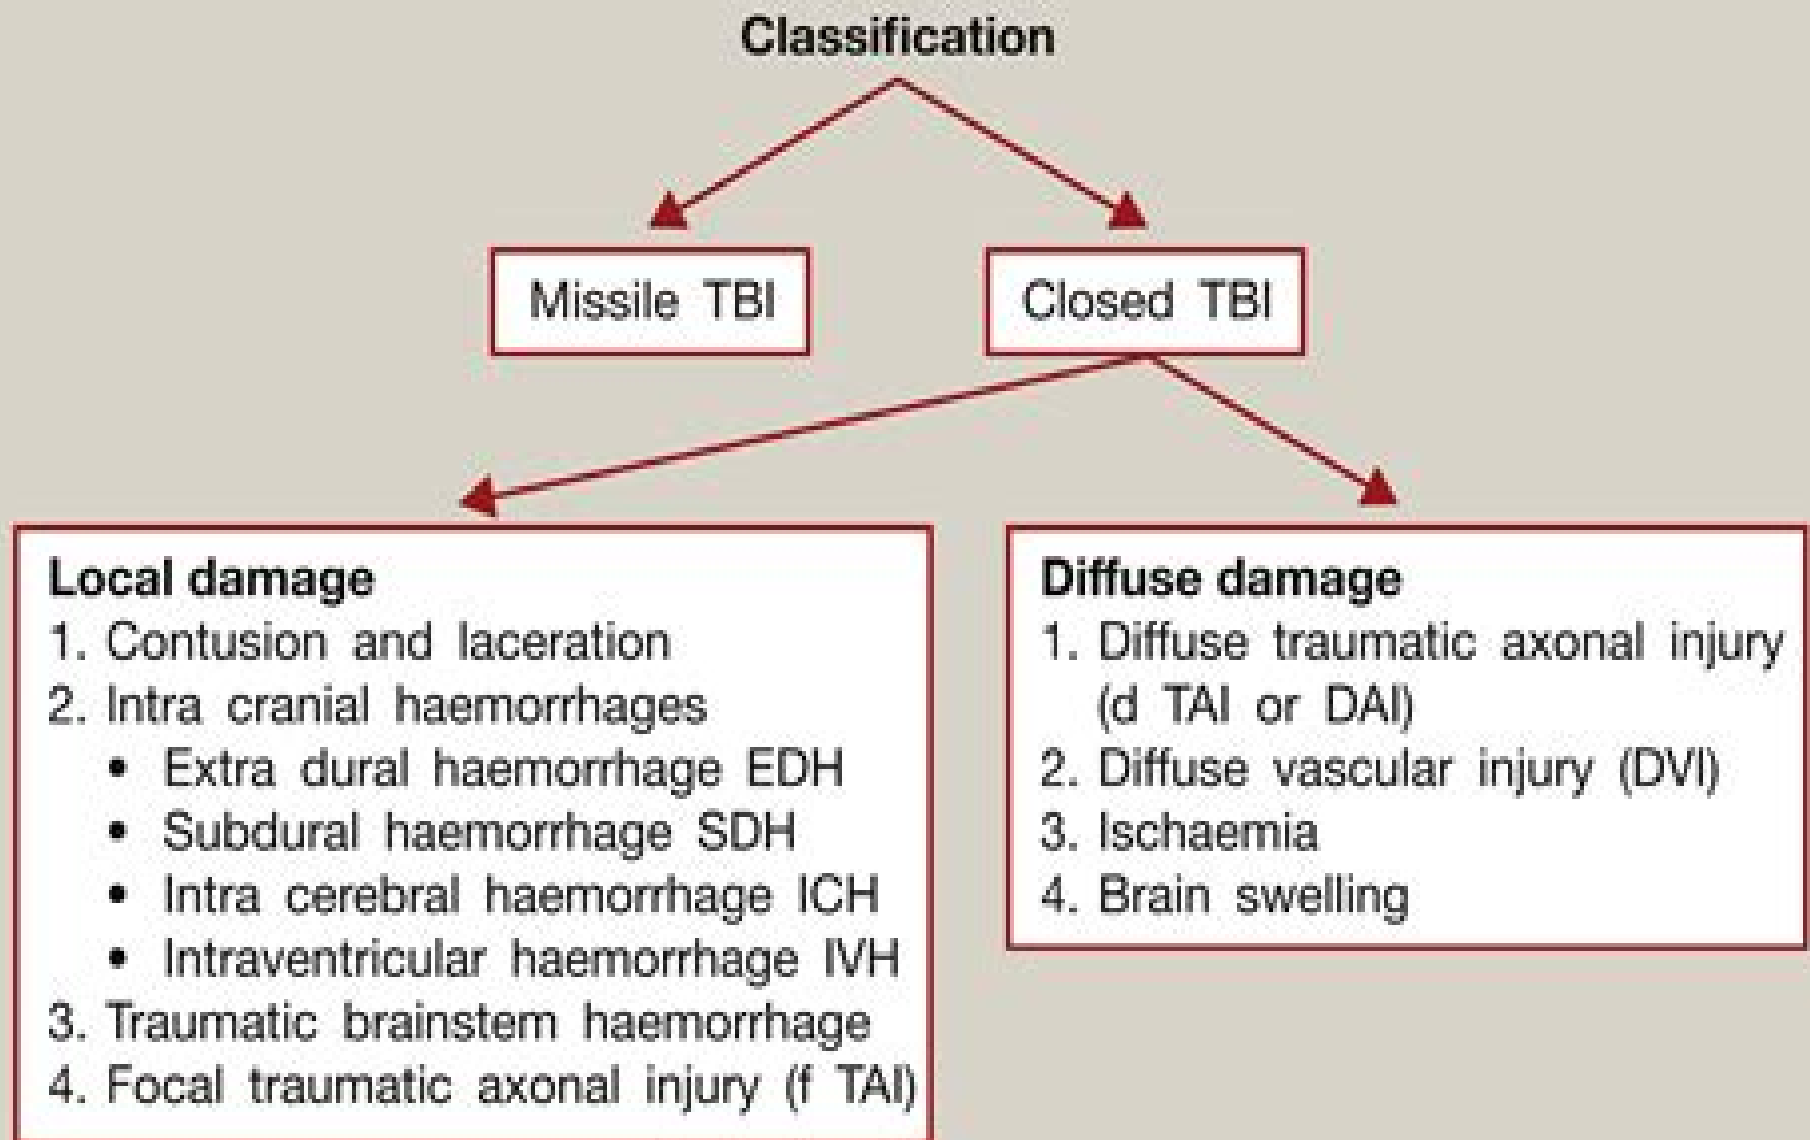 Classification
Missile TBI
Closed TBI
Local damage
1. Contusion and laceration
2. Intra cranial haemorrhages
• Extra dural haemorrhage EDH
• Subdural haemorrhage SDH
• Intra cerebral haemorrhage ICH
• Intraventricular haemorrhage IVH
3. Traumatic brainstem haemorrhage
4. Focal traumatic axonal injury (f TAI)
Diffuse damage
1. Diffuse traumatic axonal injury
(d TAI or DAI)
2. Diffuse vascular injury (DVI)
3. Ischaemia
4. Brain swelling